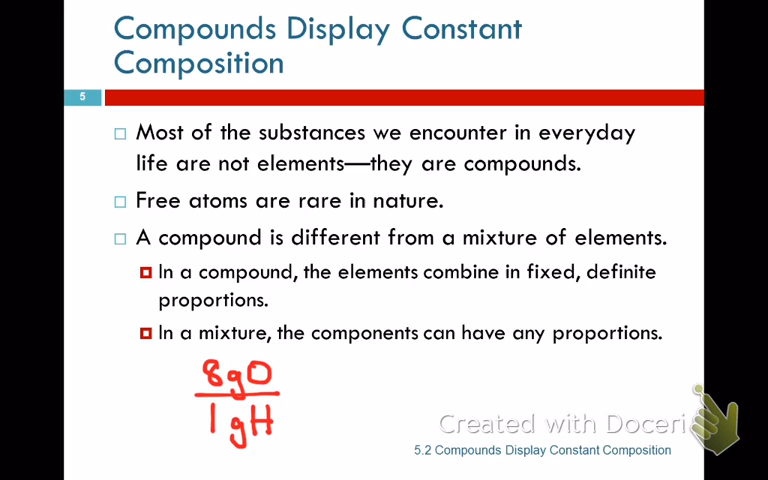 Compounds Display Constant
Composition
5
Most of the substances we encounter in everyday
life are not elements—they are compounds.
Free atoms are rare in nature.
A compound is different from a mixture of elements.
In a compound, the elements combine in fixed, definite
proportions.
In a mixture, the components can have any proportions.
8gO
1gH
Created with Doceri
5.2 Compounds Display Constant Composition